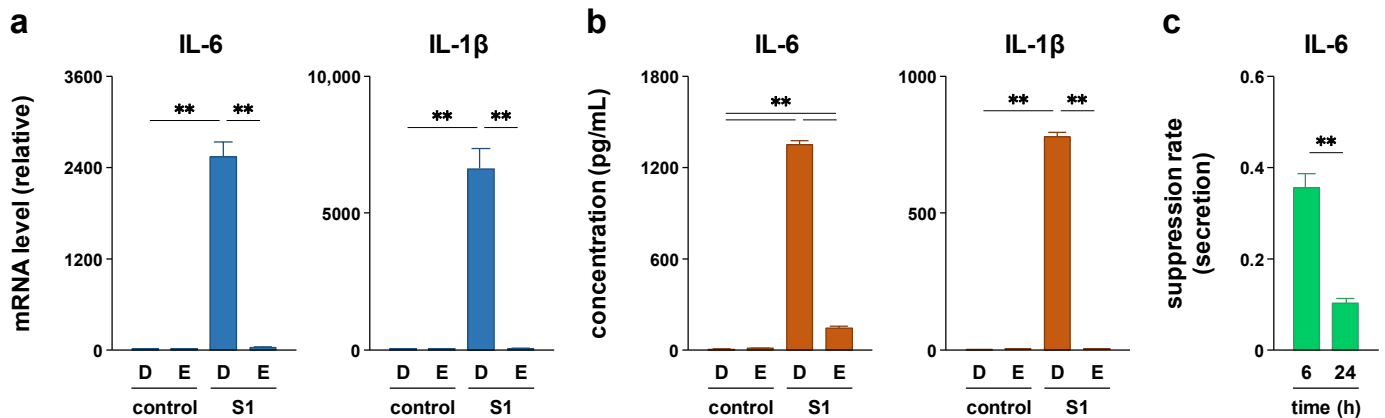 a
IL-6
mRNA level (relative)
3600
2400
1200
0
**
**
D E D E
control S1
IL-1β
10,000
5000
0
**
**
D E D E
control S1
b
IL-6
concentration (pg/mL)
1800
1200
600
0
**
D E D E
control S1
IL-1β
1000
500
0
**
**
D E D E
control S1
c
IL-6
suppression rate
(secretion)
0.6
0.4
0.2
0
**
6 24
time (h)